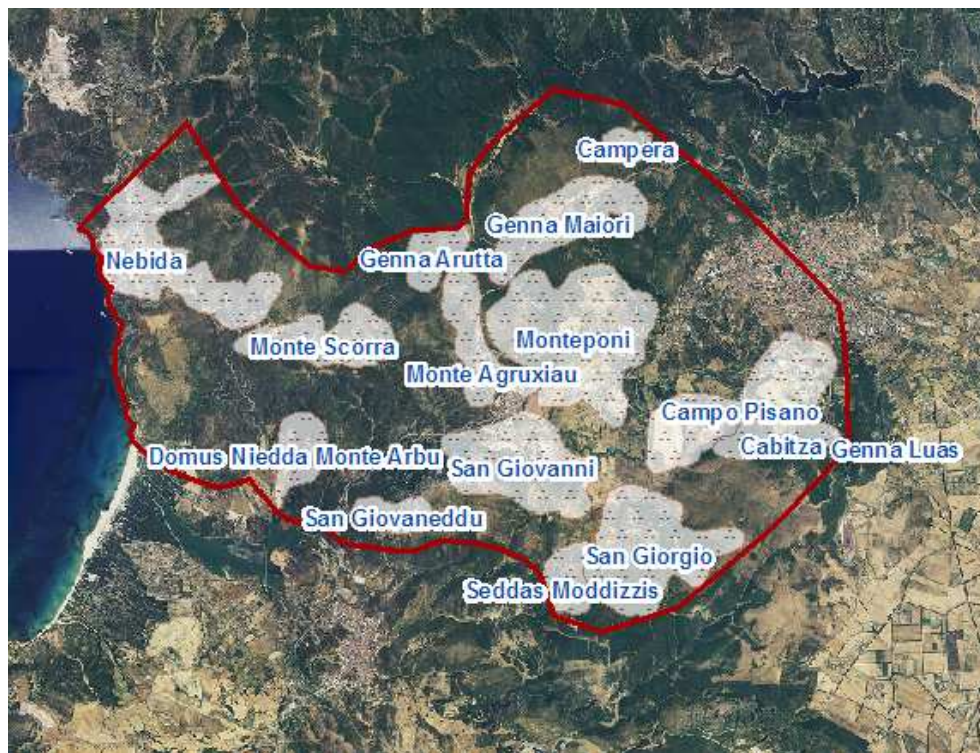 Campera
Genna Maiori
Genna Arutta
Nebida
Monteponi
Monte Scorra
Monte Agruxiau
Campo Pisano
Cabitza
Genna Luas
Domus Niedda
Monte Arbu
San Giovanni
San Giovaneddu
San Giorgio
Seddas Moddizzis